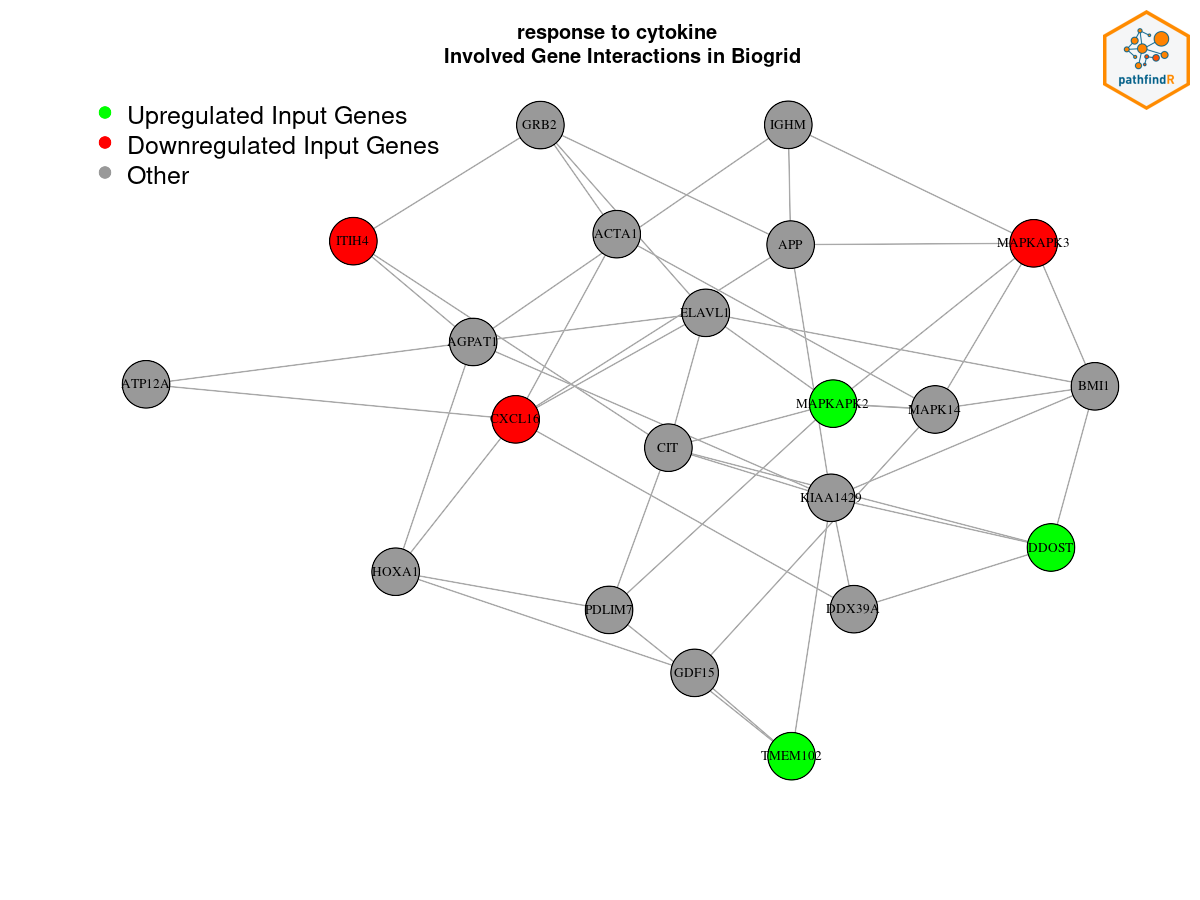 response to cytokine
Involved Gene Interactions in Biogrid
pathfindR
Upregulated Input Genes
Downregulated Input Genes
Other
GRB2
IGHM
ITIH4
ACTA1
APP
MAPKAPK3
ELAVL1
AGPAT1
ATP12A
CXCL16
MAPKAPK2
MAPK14
BMI1
CIT
KIAA1429
DDOST
HOXA1
PDLIM7
DDX39A
GDF15
TMEM102